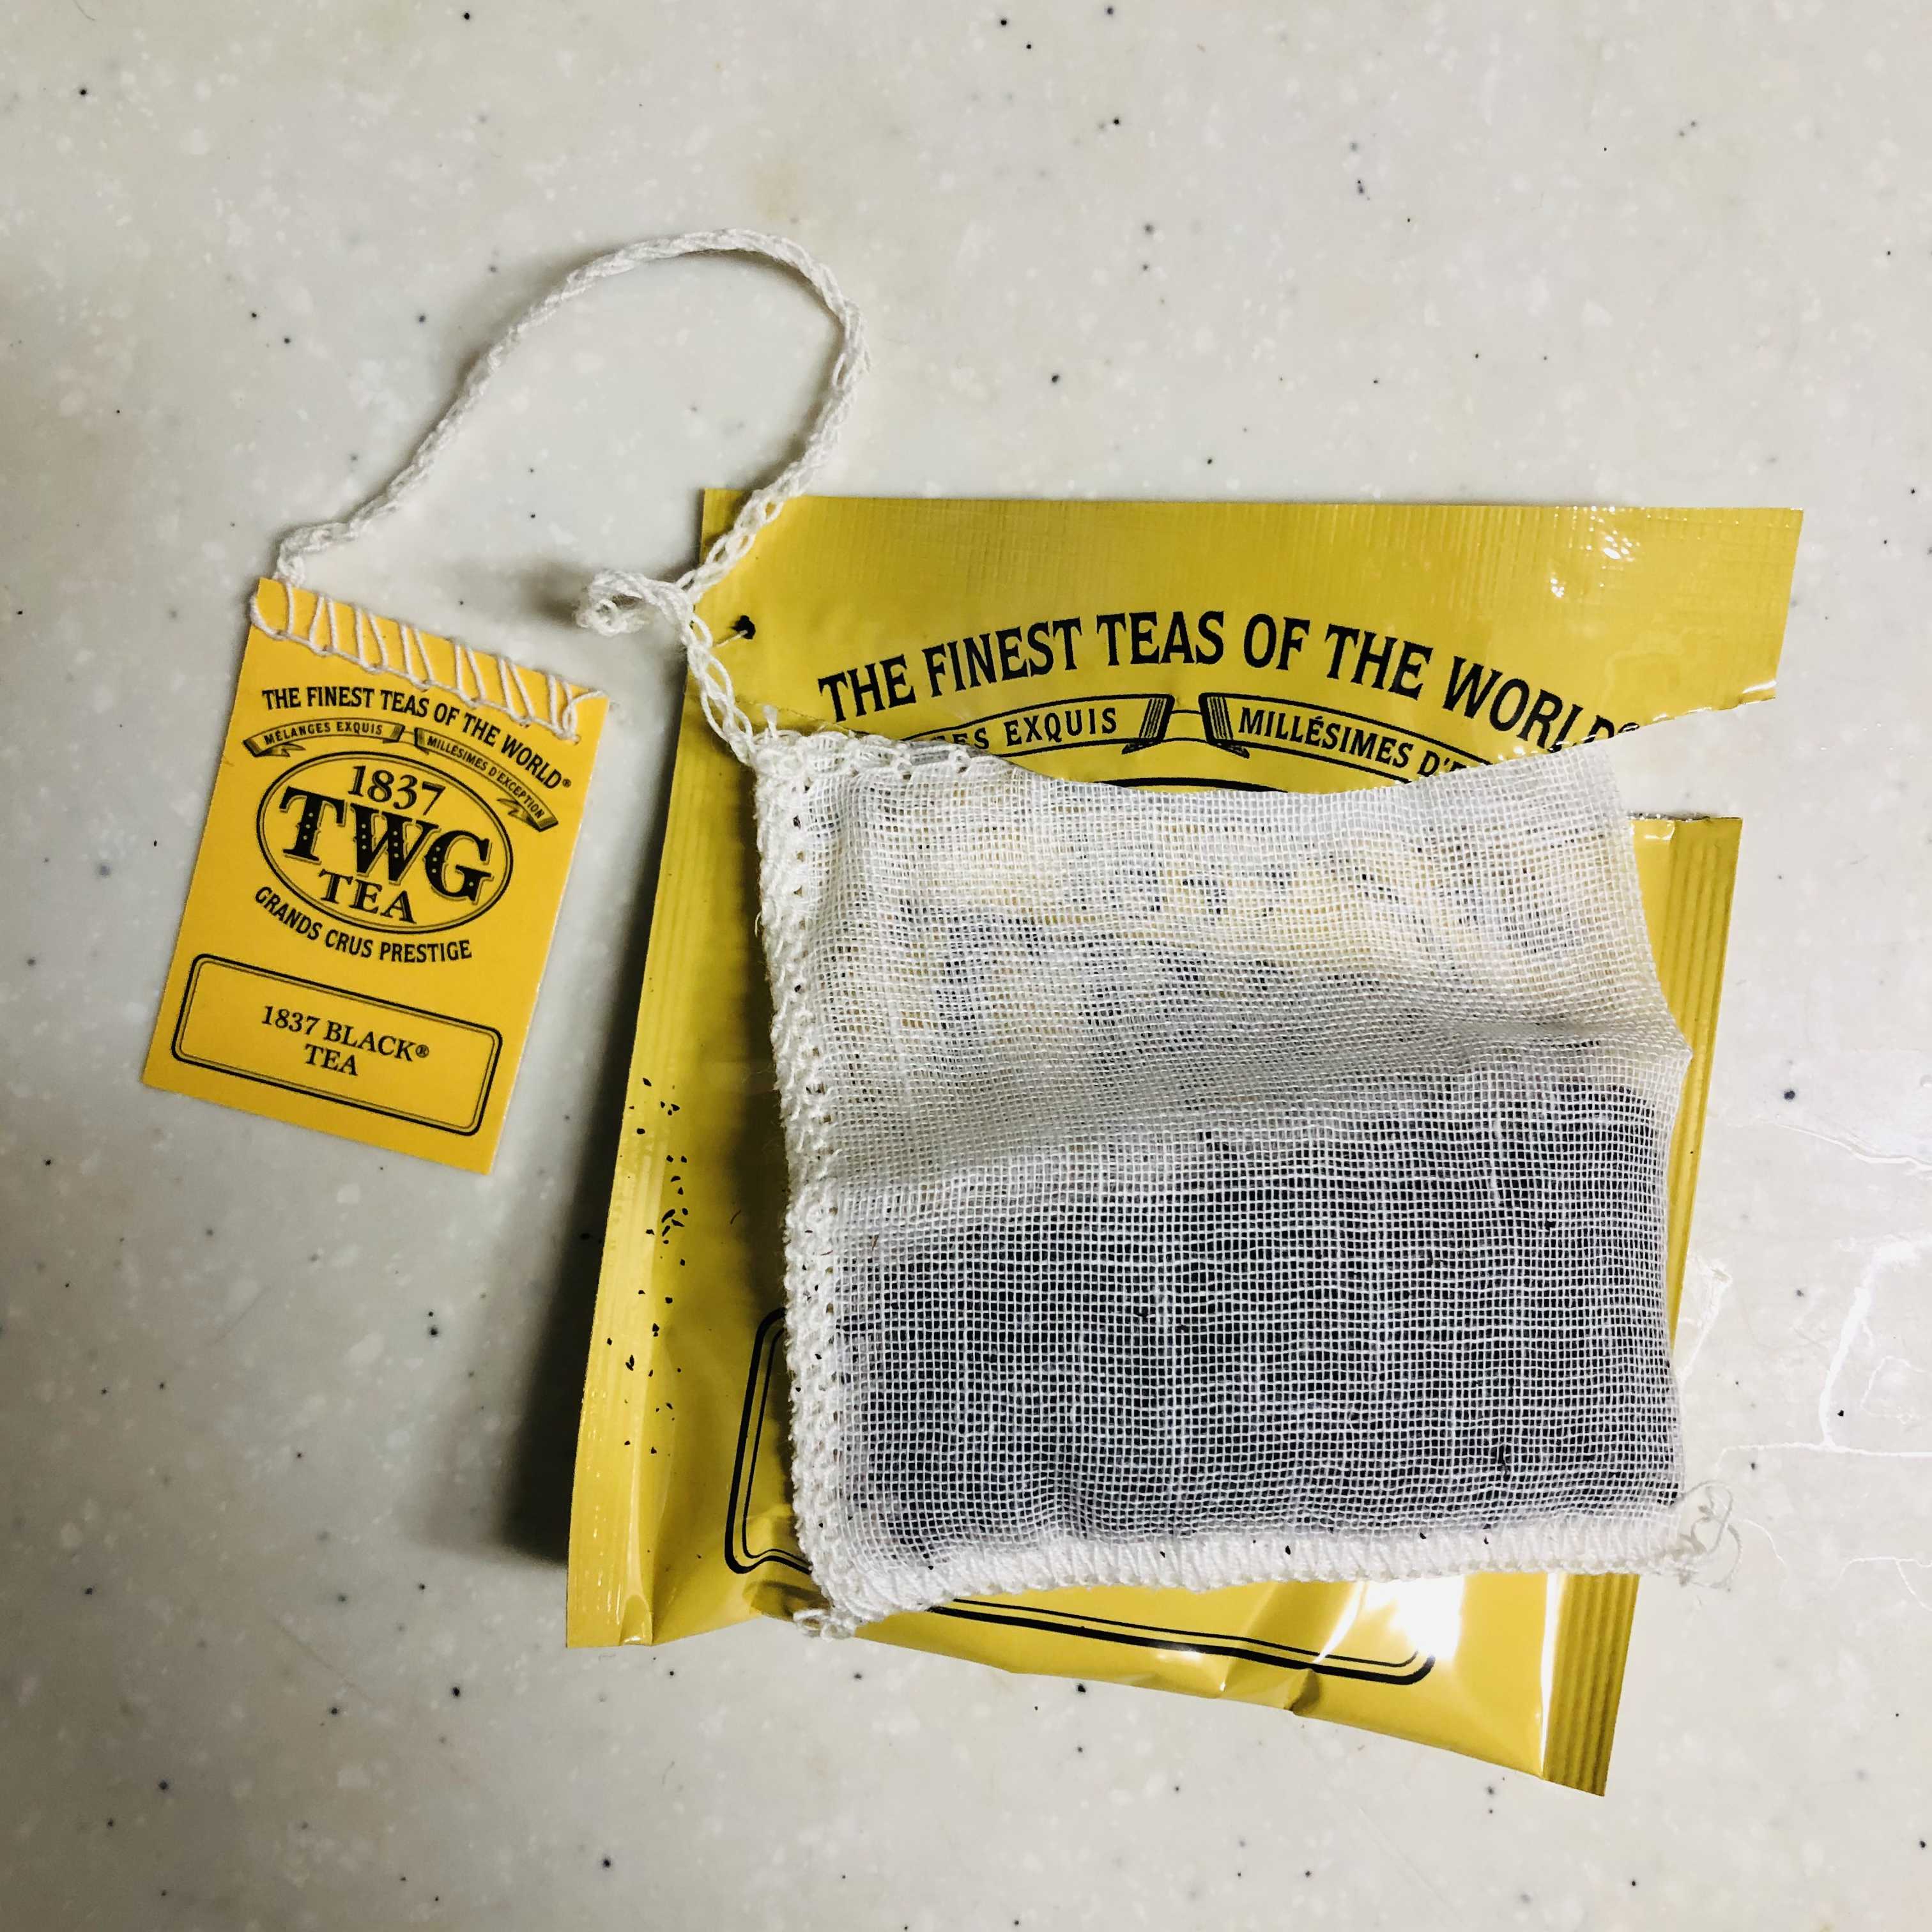 THE FINEST TEAS OF THE WORLD®
MÉLANGES EXQUIS MILLÉSIMES D'EXCEPTION
1837
TWG
TEA
GRANDS CRUS PRESTIGE
1837 BLACK®
TEA
THE FINEST TEAS OF THE WORLD®
EXQUIS MILLÉSIMES